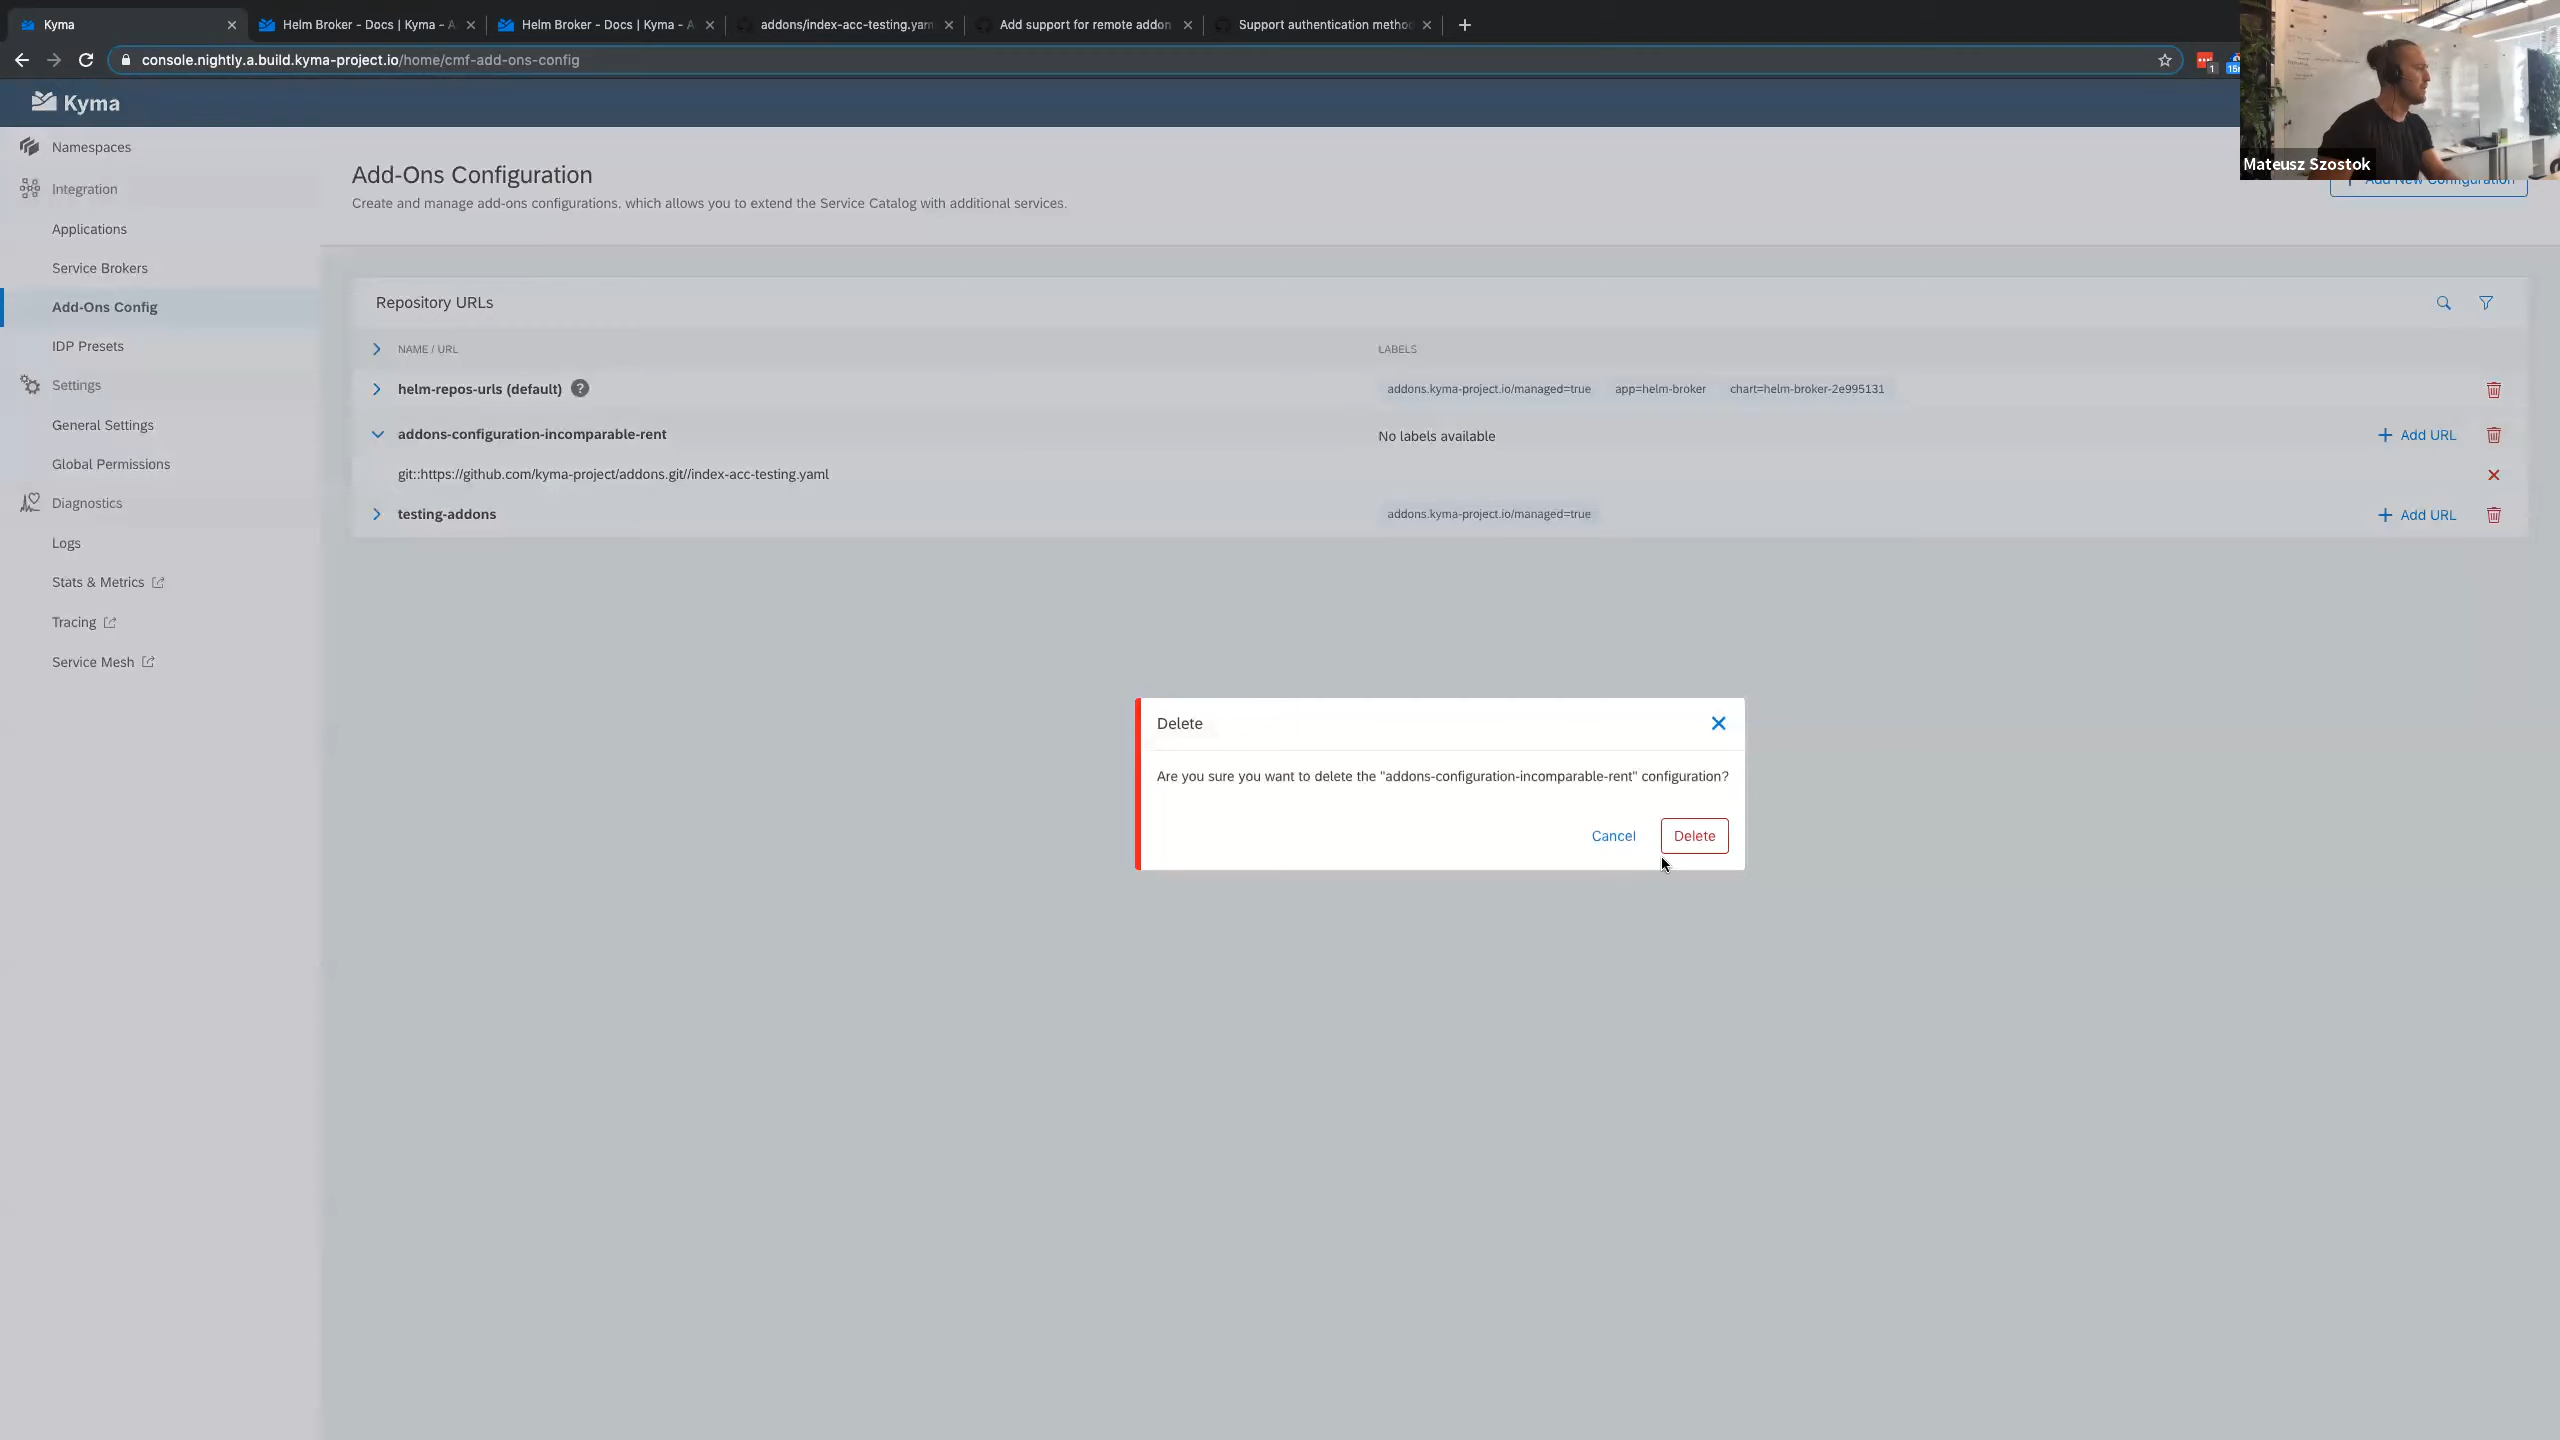 Kyma
Helm Broker - Docs | Kyma - A
Helm Broker - Docs | Kyma - A
addons/index-acc-testing.yam
Add support for remote addon
Support authentication metho
console.nightly.a.build.kyma-project.io/home/cmf-add-ons-config
1
Kyma
Mateusz Szostok
Namespaces
Integration
Applications
Service Brokers
Add-Ons Config
IDP Presets
Settings
General Settings
Global Permissions
Diagnostics
Logs
Stats & Metrics
Tracing
Service Mesh
Add-Ons Configuration
Create and manage add-ons configurations, which allows you to extend the Service Catalog with additional services.
+ Add New Configuration
Repository URLs
NAME / URL LABELS
helm-repos-urls (default) ? addons.kyma-project.io/managed=true app=helm-broker chart=helm-broker-2e995131
addons-configuration-incomparable-rent No labels available + Add URL
git::https://github.com/kyma-project/addons.git//index-acc-testing.yaml
testing-addons addons.kyma-project.io/managed=true + Add URL
Delete
Are you sure you want to delete the "addons-configuration-incomparable-rent" configuration?
Cancel Delete